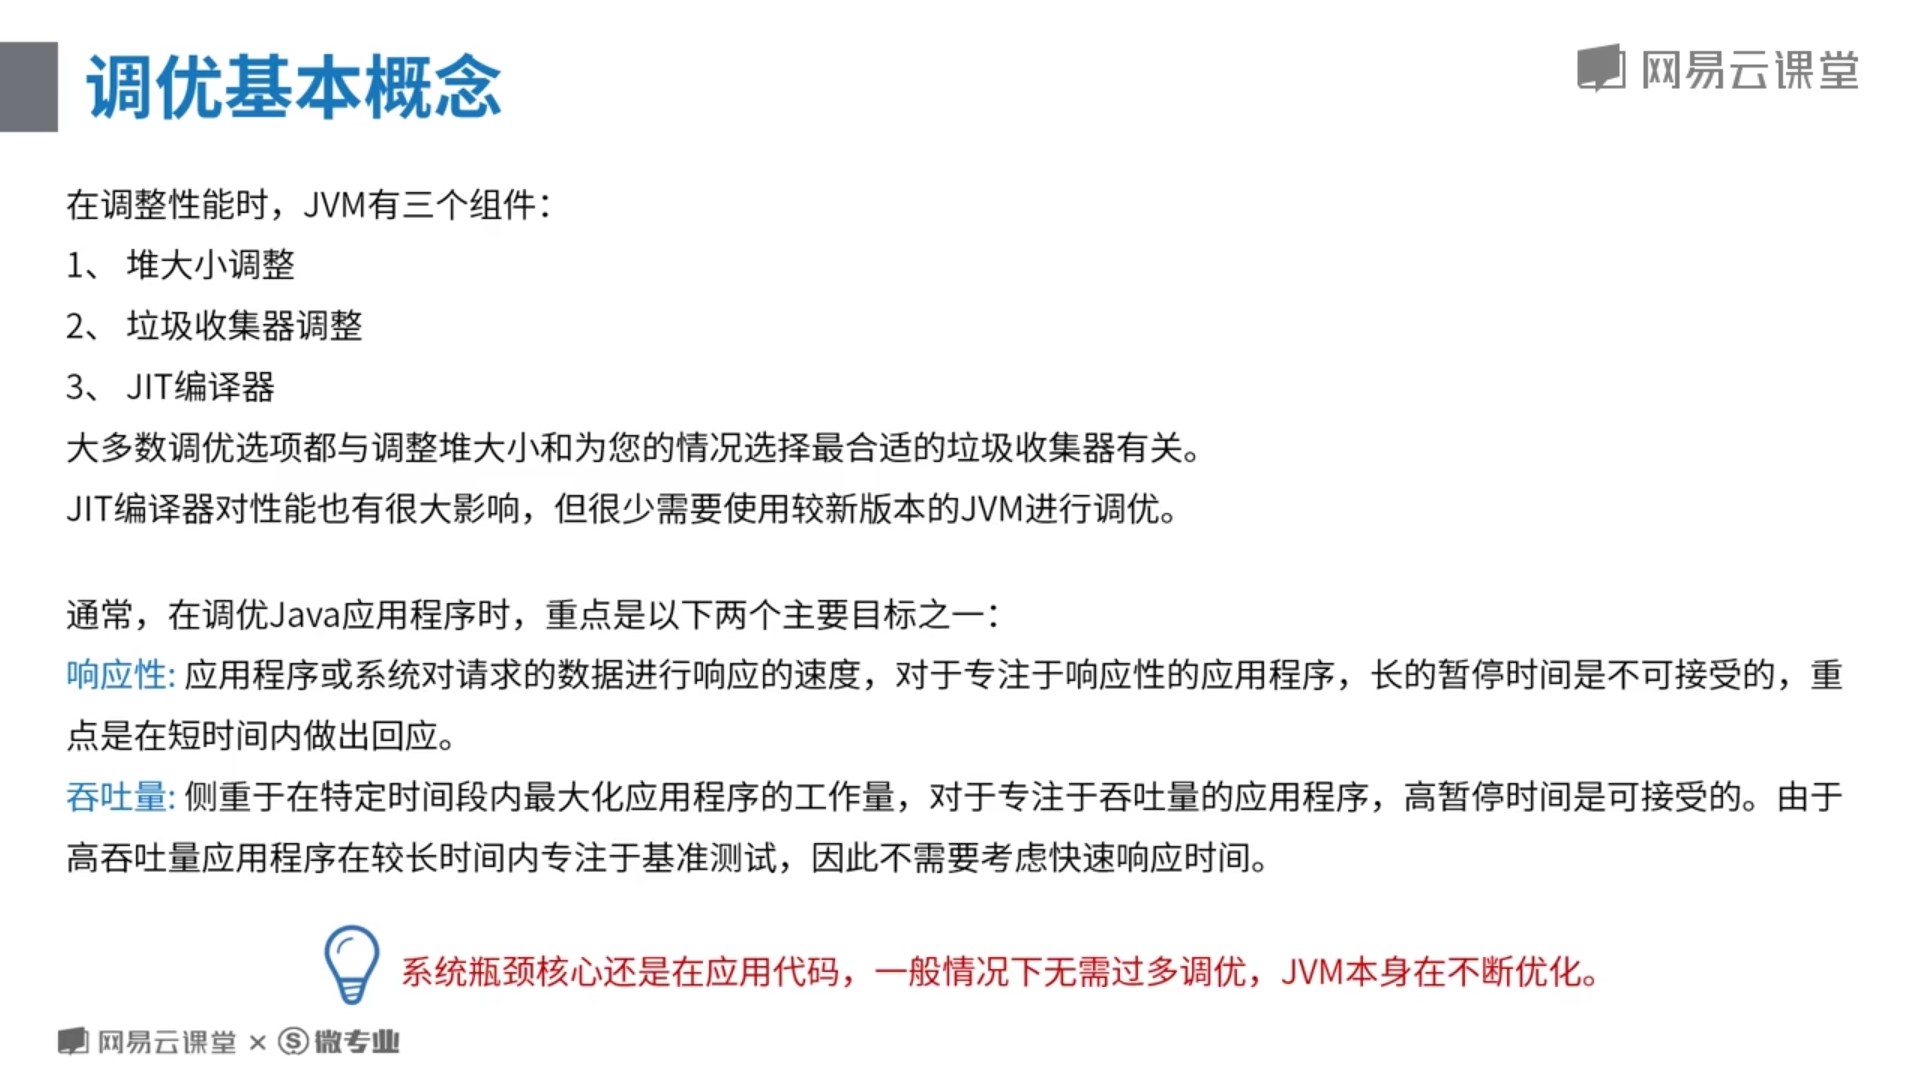 调优基本概念
网易云课堂
在调整性能时，JVM有三个组件：
1、 堆大小调整
2、 垃圾收集器调整
3、 JIT编译器
大多数调优选项都与调整堆大小和为您的情况选择最合适的垃圾收集器有关。
JIT编译器对性能也有很大影响，但很少需要使用较新版本的JVM进行调优。
通常，在调优Java应用程序时，重点是以下两个主要目标之一：
响应性: 应用程序或系统对请求的数据进行响应的速度，对于专注于响应性的应用程序，长的暂停时间是不可接受的，重
点是在短时间内做出回应。
吞吐量: 侧重于在特定时间段内最大化应用程序的工作量，对于专注于吞吐量的应用程序，高暂停时间是可接受的。由于
高吞吐量应用程序在较长时间内专注于基准测试，因此不需要考虑快速响应时间。
系统瓶颈核心还是在应用代码，一般情况下无需过多调优，JVM本身在不断优化。
网易云课堂 × Ⓢ微专业